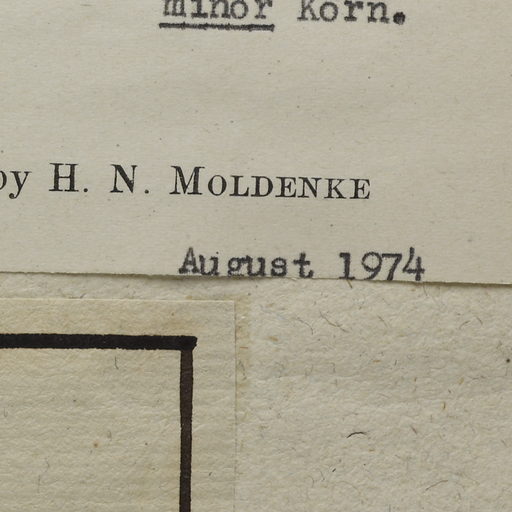 minor Korn.
by H. N. MOLDENKE
August 1974